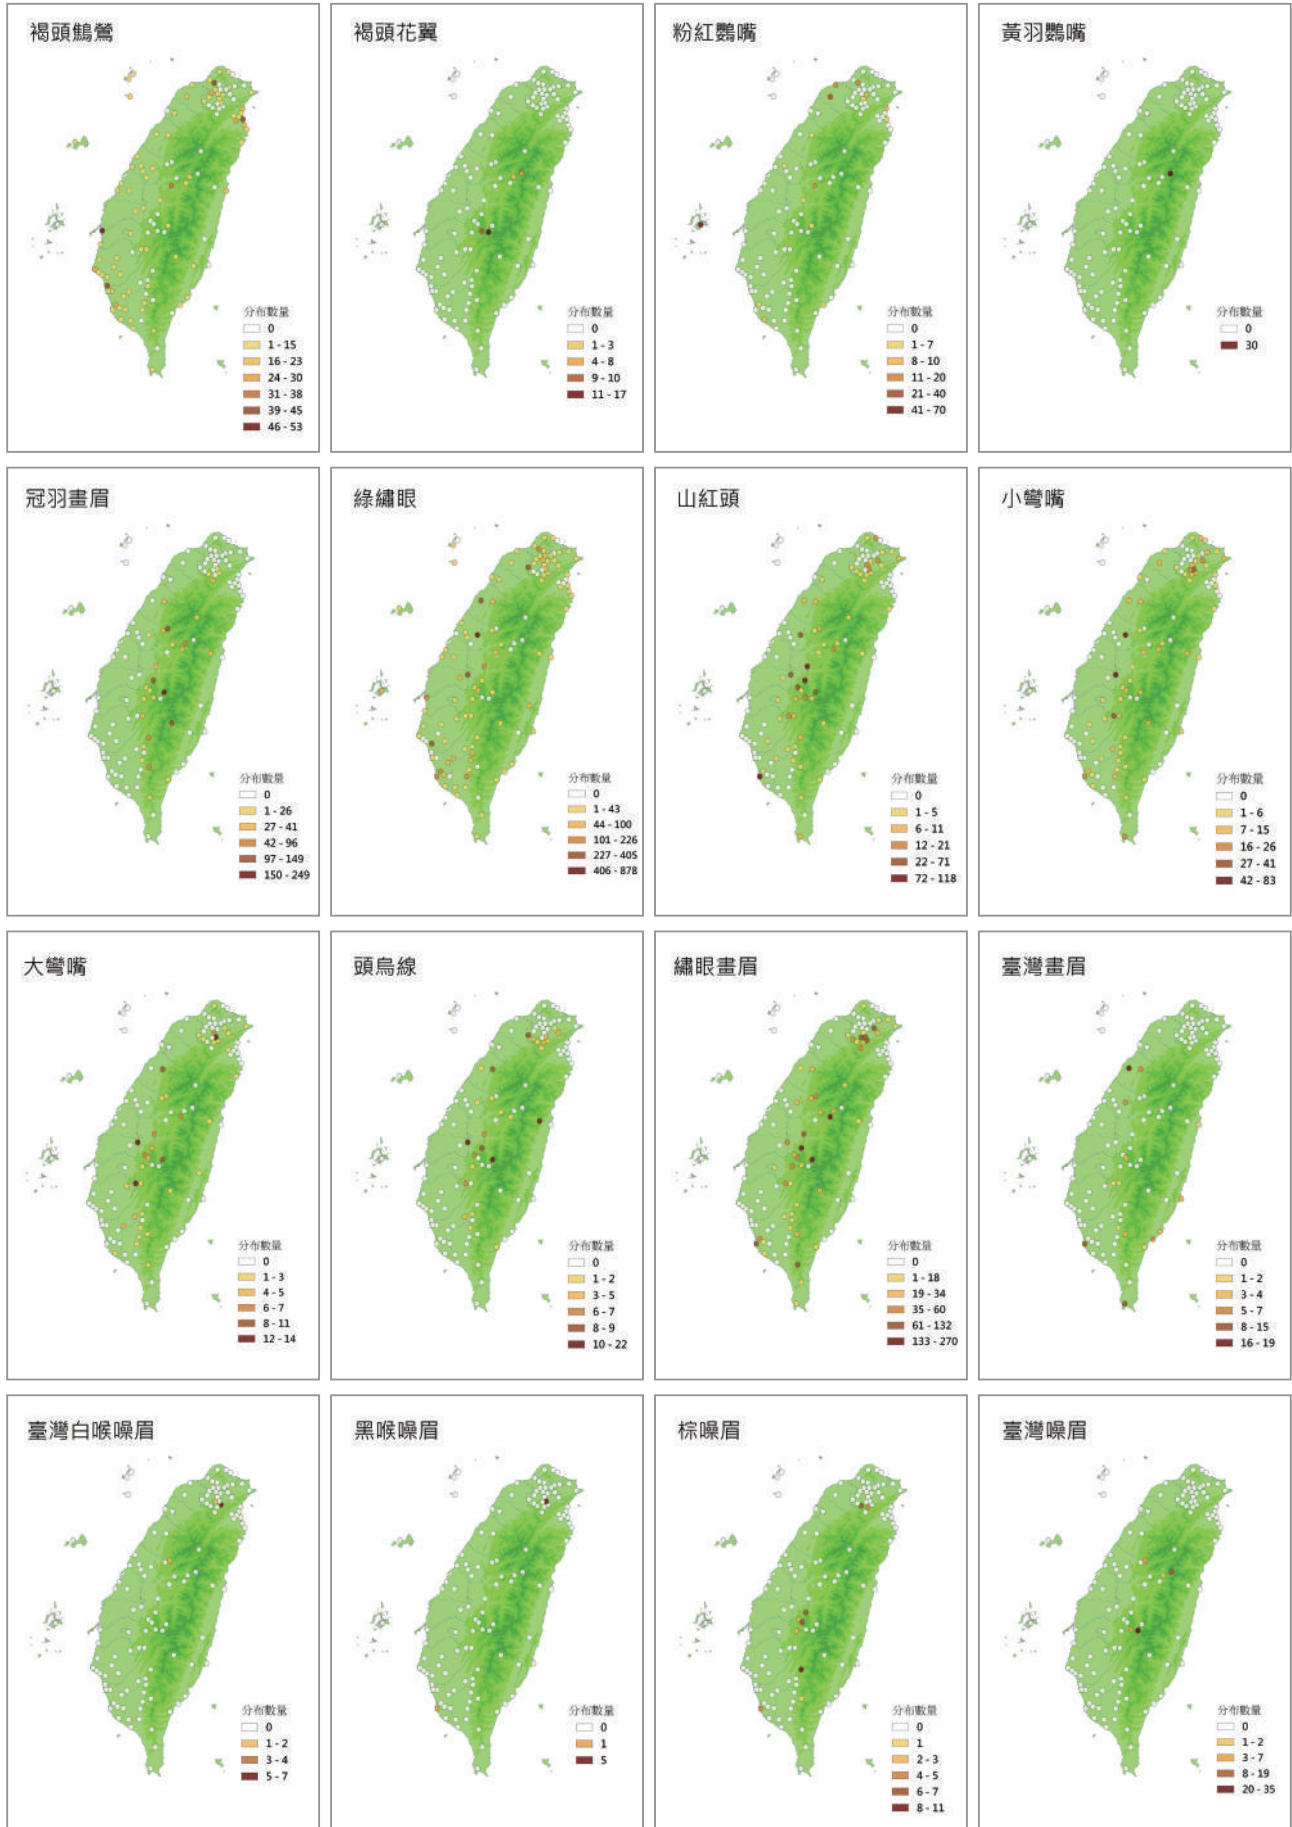 褐頭鷦鶯
分布數量
0
1 - 15
16 - 23
24 - 30
31 - 38
39 - 45
46 - 53
褐頭花翼
分布數量
0
1 - 3
4 - 8
9 - 10
11 - 17
粉紅鸚嘴
分布數量
0
1 - 7
8 - 10
11 - 20
21 - 40
41 - 70
黃羽鸚嘴
分布數量
0
30
冠羽畫眉
分布數量
0
1 - 26
27 - 41
42 - 96
97 - 149
150 - 249
綠繡眼
分布數量
0
1 - 43
44 - 100
101 - 226
227 - 405
406 - 878
山紅頭
分布數量
0
1 - 5
6 - 11
12 - 21
22 - 71
72 - 118
小彎嘴
分布數量
0
1 - 6
7 - 15
16 - 26
27 - 41
42 - 83
大彎嘴
分布數量
0
1 - 3
4 - 5
6 - 7
8 - 11
12 - 14
頭烏線
分布數量
0
1 - 2
3 - 5
6 - 7
8 - 9
10 - 22
繡眼畫眉
分布數量
0
1 - 18
19 - 34
35 - 60
61 - 132
133 - 270
臺灣畫眉
分布數量
0
1 - 2
3 - 4
5 - 7
8 - 15
16 - 19
臺灣白喉噪眉
分布數量
0
1 - 2
3 - 4
5 - 7
黑喉噪眉
分布數量
0
1
5
棕噪眉
分布數量
0
1
2 - 3
4 - 5
6 - 7
8 - 11
臺灣噪眉
分布數量
0
1 - 2
3 - 7
8 - 19
20 - 35